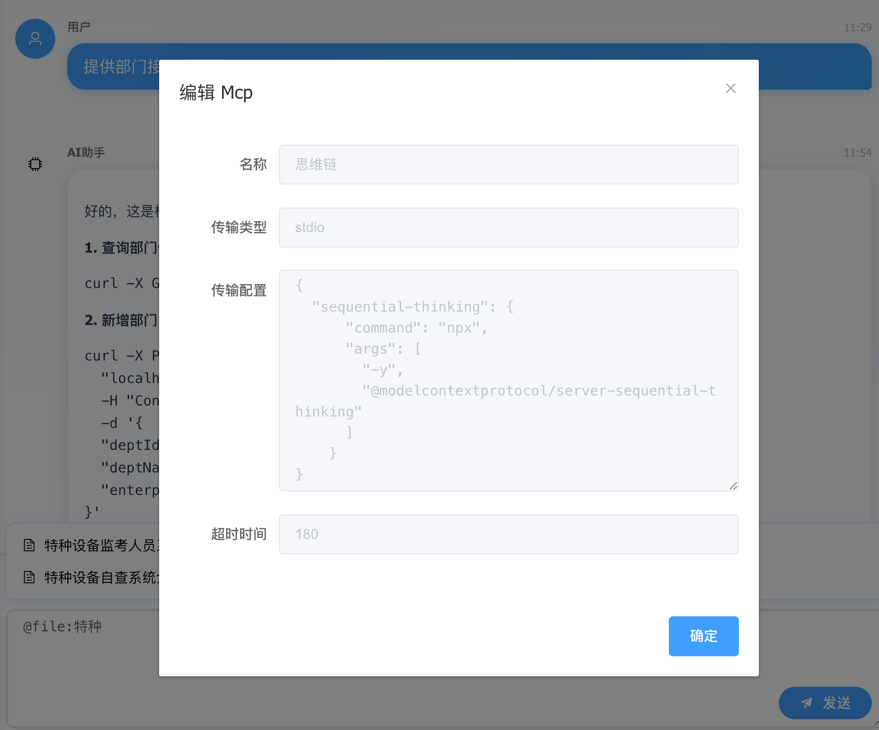 用户
11:29
提供部门接
编辑 Mcp
AI助手
11:54
名称
思维链
好的，这是
传输类型
stdio
1. 查询部门
传输配置
{
"sequential-thinking": {
"command": "npx",
"args": [
"-y",
"@modelcontextprotocol/server-sequential-t
hinking"
]
}
}
curl -X G
2. 新增部门
curl -X P
"localh
-H "Con
-d '{
"deptId
"deptNa
"enterp
}'
超时时间
180
特种设备监考人员
特种设备自查系统
@file:特种
确定
发送